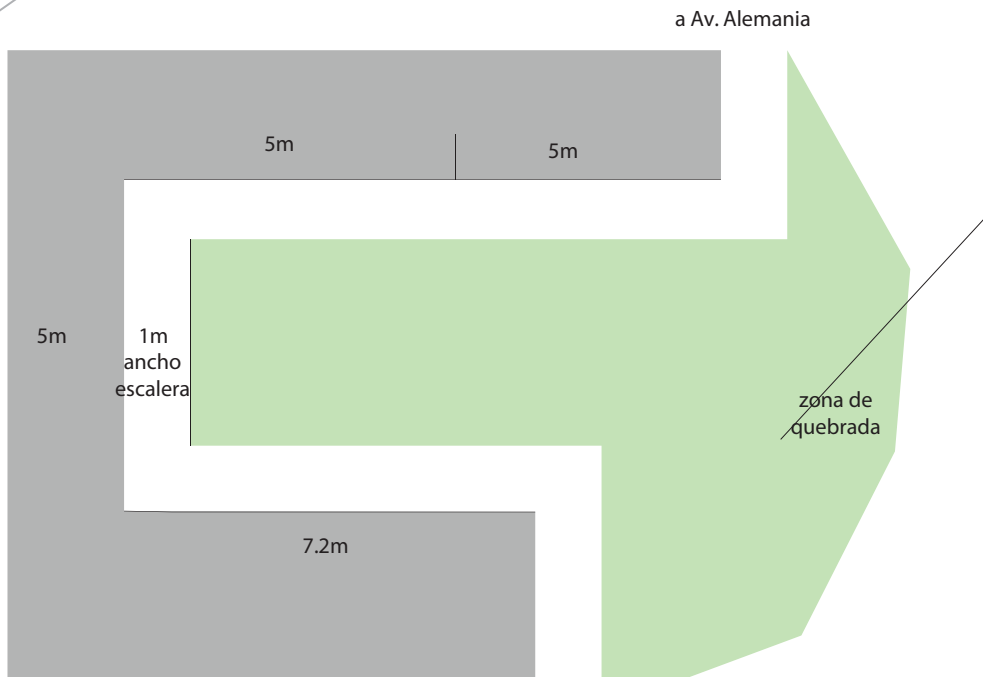 a Av. Alemania
5m
5m
5m
1m
ancho
escalera
zona de
quebrada
7.2m